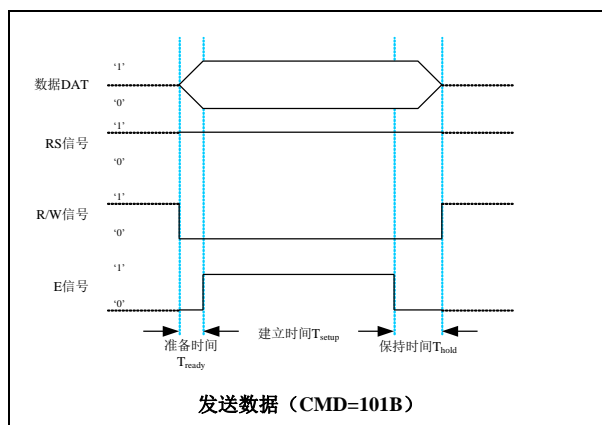 ‘1’
数据DAT
‘0’
‘1’
RS信号
‘0’
‘1’
R/W信号
‘0’
‘1’
E信号
‘0’
准备时间 建立时间Tsetup 保持时间Thold
Tready
发送数据（CMD=101B）